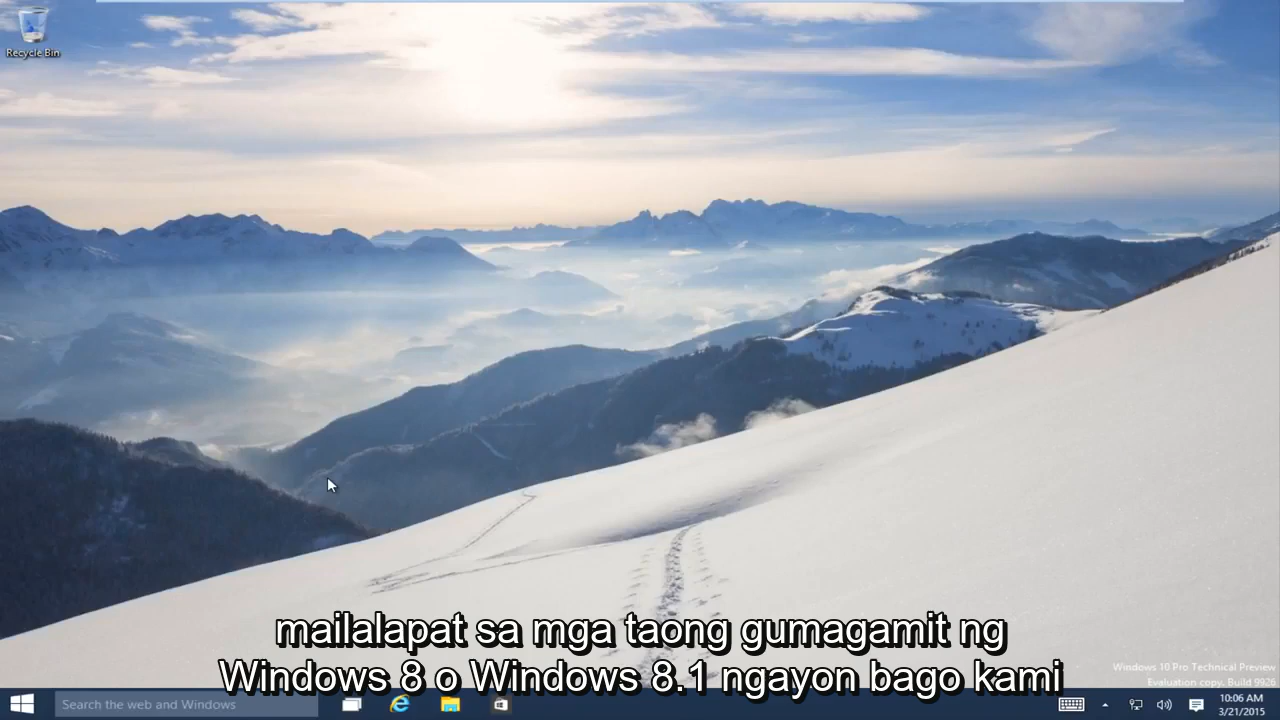 Recycle Bin
mailalapat sa mga taong gumagamit ng
Windows 8 o Windows 8.1 ngayon bago kami
Windows 10 Pro Technical Preview
Evaluation copy. Build 9926
Search the web and Windows
10:06 AM
3/21/2015